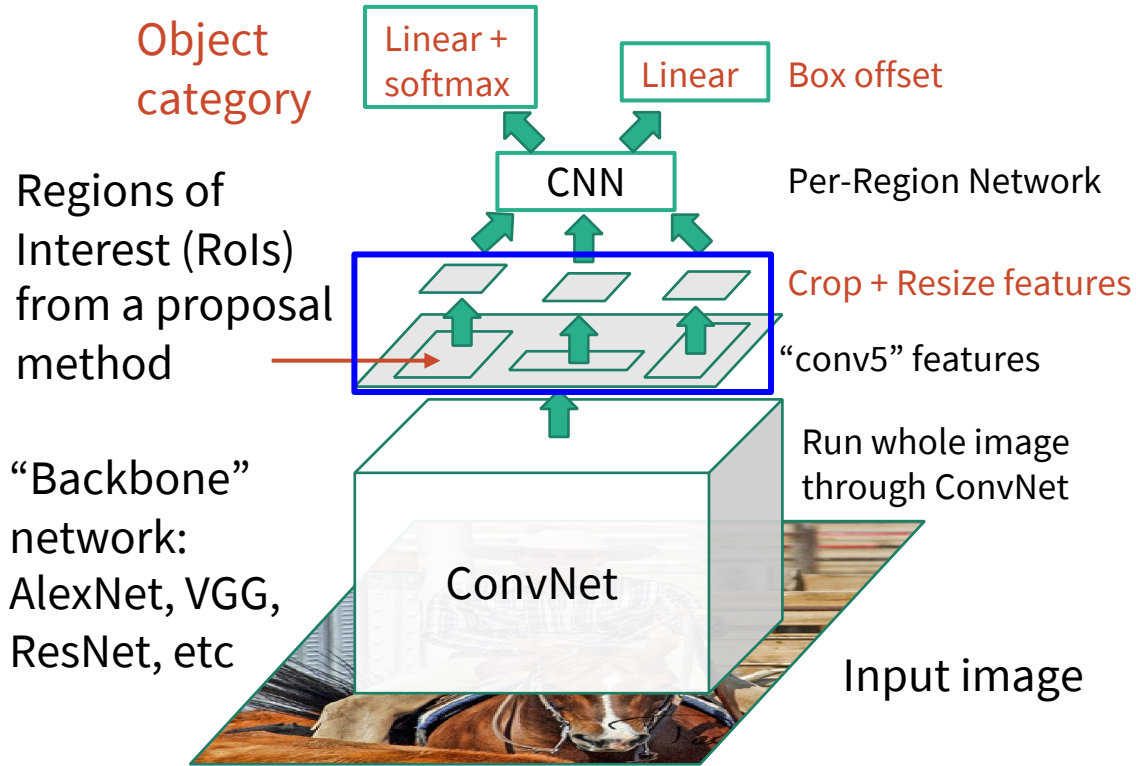 Object
category
Linear +
softmax
Linear
Box offset
CNN
Per-Region Network
Regions of
Interest (RoIs)
from a proposal
method
Crop + Resize features
“conv5” features
Run whole image
through ConvNet
“Backbone”
network:
AlexNet, VGG,
ResNet, etc
ConvNet
Input image